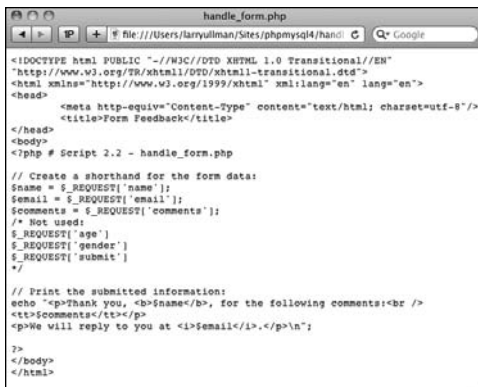 handle_form.php
1P + file:///Users/larryullman/Sites/phpmysql4/handl Google
<!DOCTYPE html PUBLIC "-//W3C//DTD XHTML 1.0 Transitional//EN"
"http://www.w3.org/TR/xhtml1/DTD/xhtml1-transitional.dtd">
<html xmlns="http://www.w3.org/1999/xhtml" xml:lang="en" lang="en">
<head>
<meta http-equiv="Content-Type" content="text/html; charset=utf-8"/>
<title>Form Feedback</title>
</head>
<body>
<?php # Script 2.2 - handle_form.php
// Create a shorthand for the form data:
$name = $_REQUEST['name'];
$email = $_REQUEST['email'];
$comments = $_REQUEST['comments'];
/* Not used:
$_REQUEST['age']
$_REQUEST['gender']
$_REQUEST['submit']
*/
// Print the submitted information:
echo "<p>Thank you, <b>$name</b>, for the following comments:<br />
<tt>$comments</tt></p>
<p>We will reply to you at <i>$email</i>.</p>\n";
?>
</body>
</html>